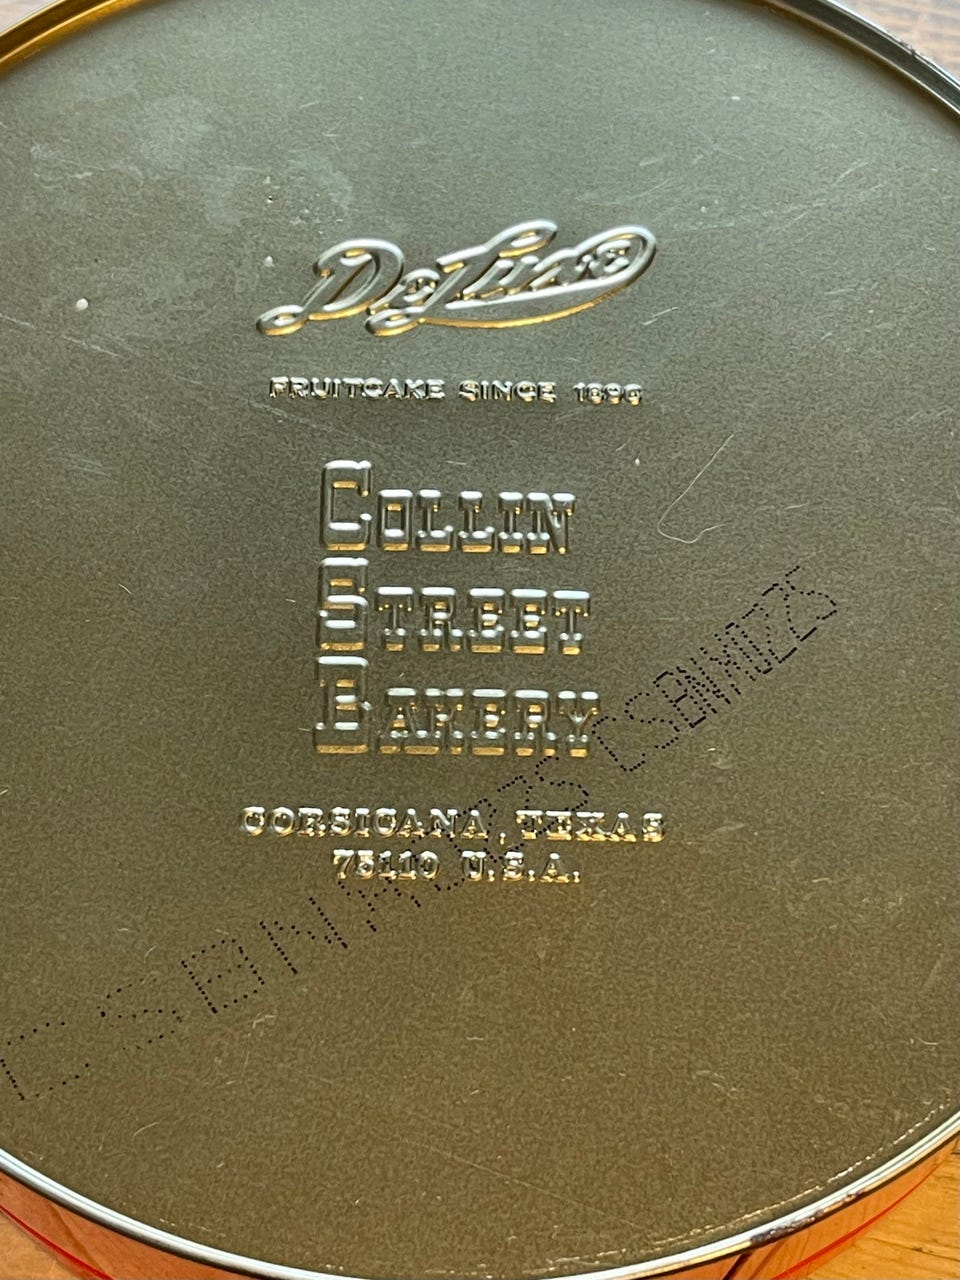 DeLuxe
FRUITCAKE SINCE 1896
COLLIN
STREET
BAKERY
CORSICANA, TEXAS
75110 U.S.A.